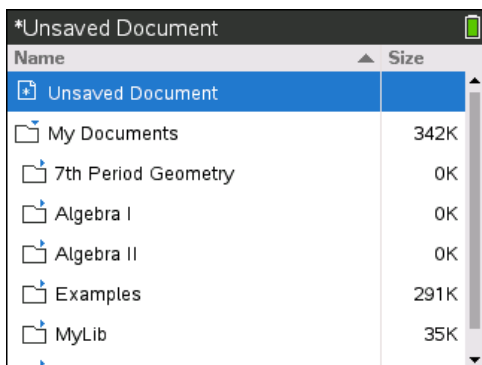 *Unsaved Document
Name Size
Unsaved Document
My Documents 342K
7th Period Geometry 0K
Algebra I 0K
Algebra II 0K
Examples 291K
MyLib 35K